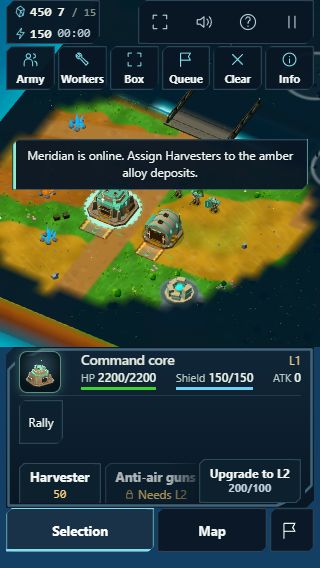 450 7 / 15
150 00:00
Army
Workers
Box
Queue
Clear
Info
Meridian is online. Assign Harvesters to the amber
alloy deposits.
Command core
L1
HP 2200/2200
Shield 150/150
ATK 0
Rally
Harvester
50
Anti-air guns
Needs L2
Upgrade to L2
200/100
Selection
Map